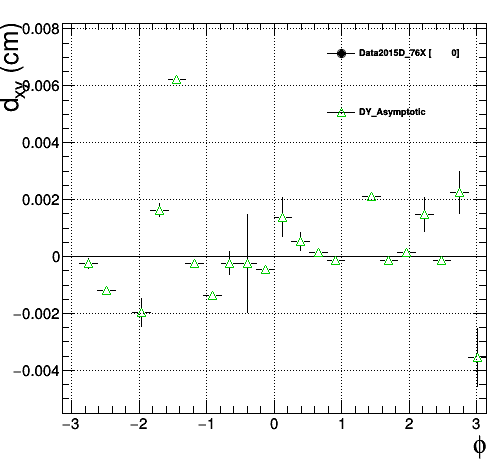 d_xy (cm)
0.008
0.006
0.004
0.002
0
−0.002
−0.004
Data2015D_76X [ 0]
DY_Asymptotic
−3 −2 −1 0 1 2 3
ϕ